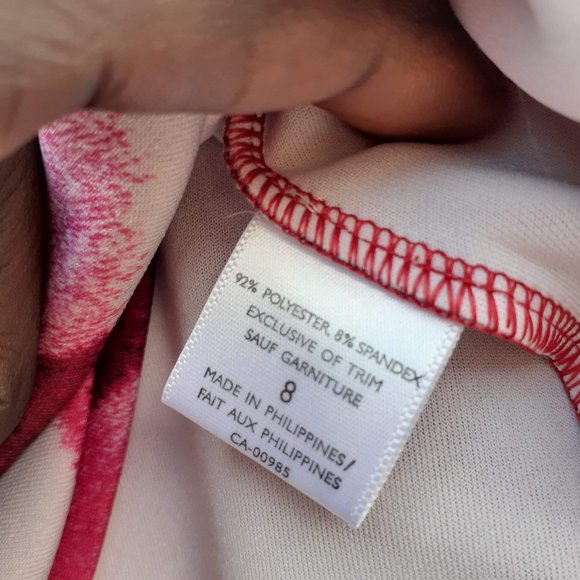 92% POLYESTER, 8% SPANDEX
EXCLUSIVE OF TRIM
SAUF GARNITURE
8
MADE IN PHILIPPINES/
FAIT AUX PHILIPPINES
CA-00985